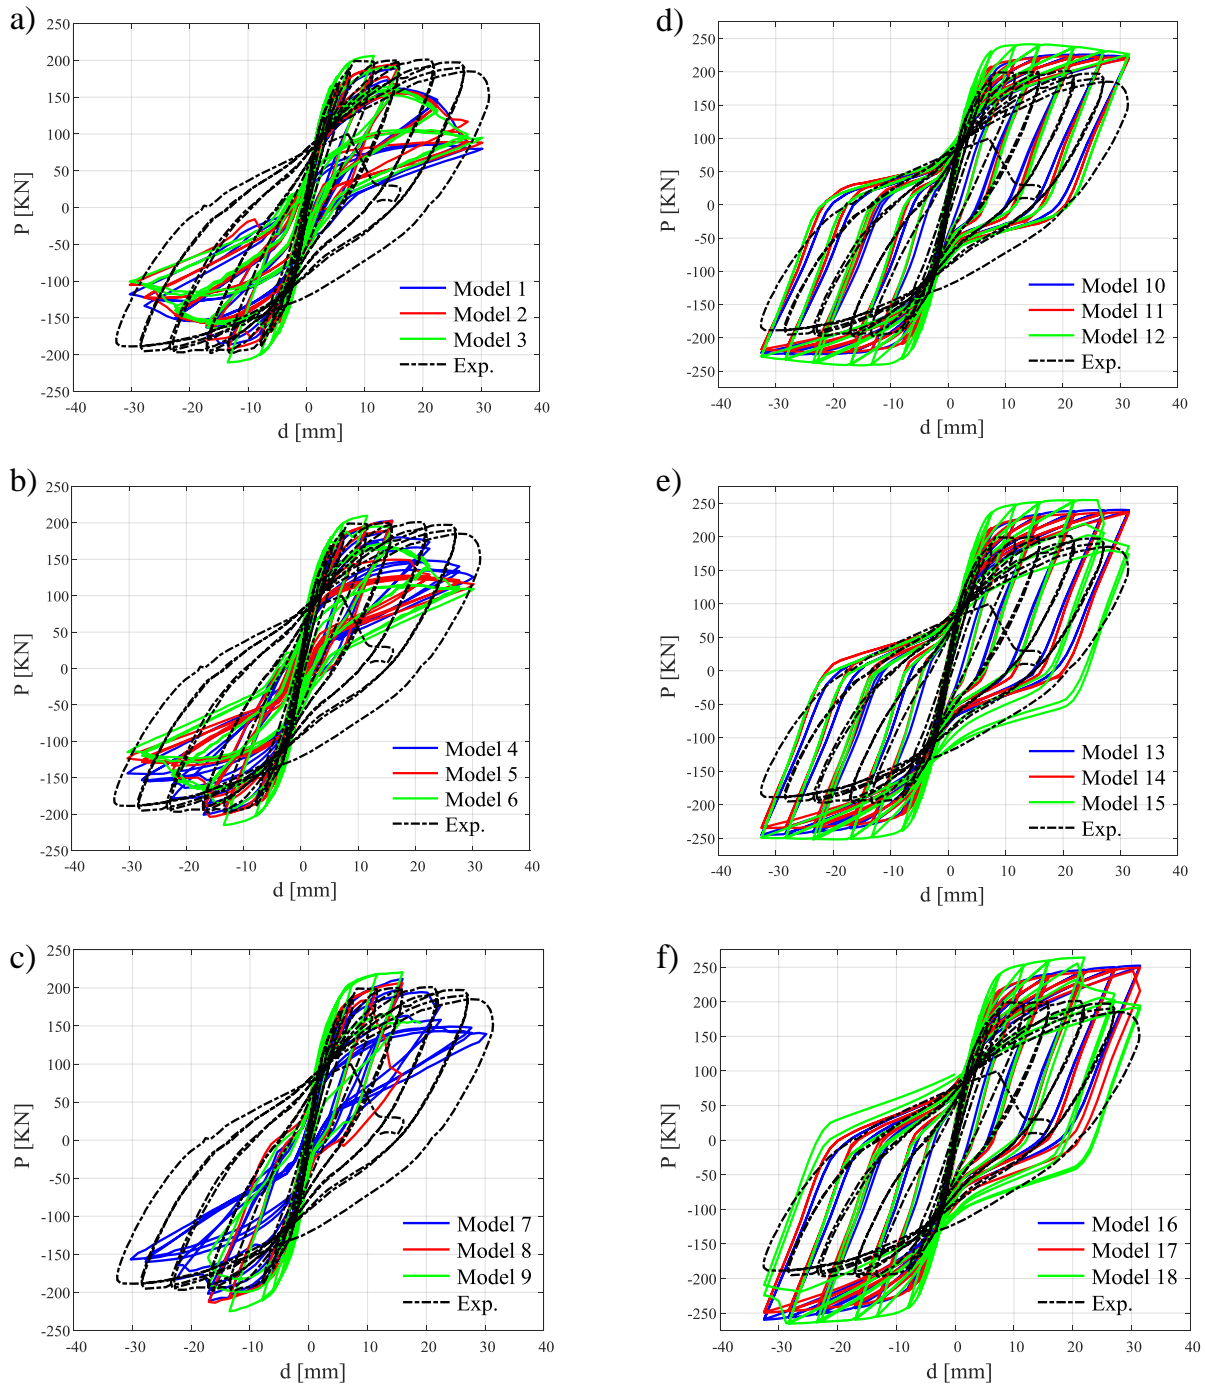 a)
250
200
150
100
50
0
-50
-100
-150
-200
-250
P [KN]
Model 1
Model 2
Model 3
Exp.
-40 -30 -20 -10 0 10 20 30 40
d [mm]
d)
250
200
150
100
50
0
-50
-100
-150
-200
-250
P [KN]
Model 10
Model 11
Model 12
Exp.
-40 -30 -20 -10 0 10 20 30 40
d [mm]
b)
250
200
150
100
50
0
-50
-100
-150
-200
-250
P [KN]
Model 4
Model 5
Model 6
Exp.
-40 -30 -20 -10 0 10 20 30 40
d [mm]
e)
250
200
150
100
50
0
-50
-100
-150
-200
-250
P [KN]
Model 13
Model 14
Model 15
Exp.
-40 -30 -20 -10 0 10 20 30 40
d [mm]
c)
250
200
150
100
50
0
-50
-100
-150
-200
-250
P [KN]
Model 7
Model 8
Model 9
Exp.
-40 -30 -20 -10 0 10 20 30 40
d [mm]
f)
250
200
150
100
50
0
-50
-100
-150
-200
-250
P [KN]
Model 16
Model 17
Model 18
Exp.
-40 -30 -20 -10 0 10 20 30 40
d [mm]